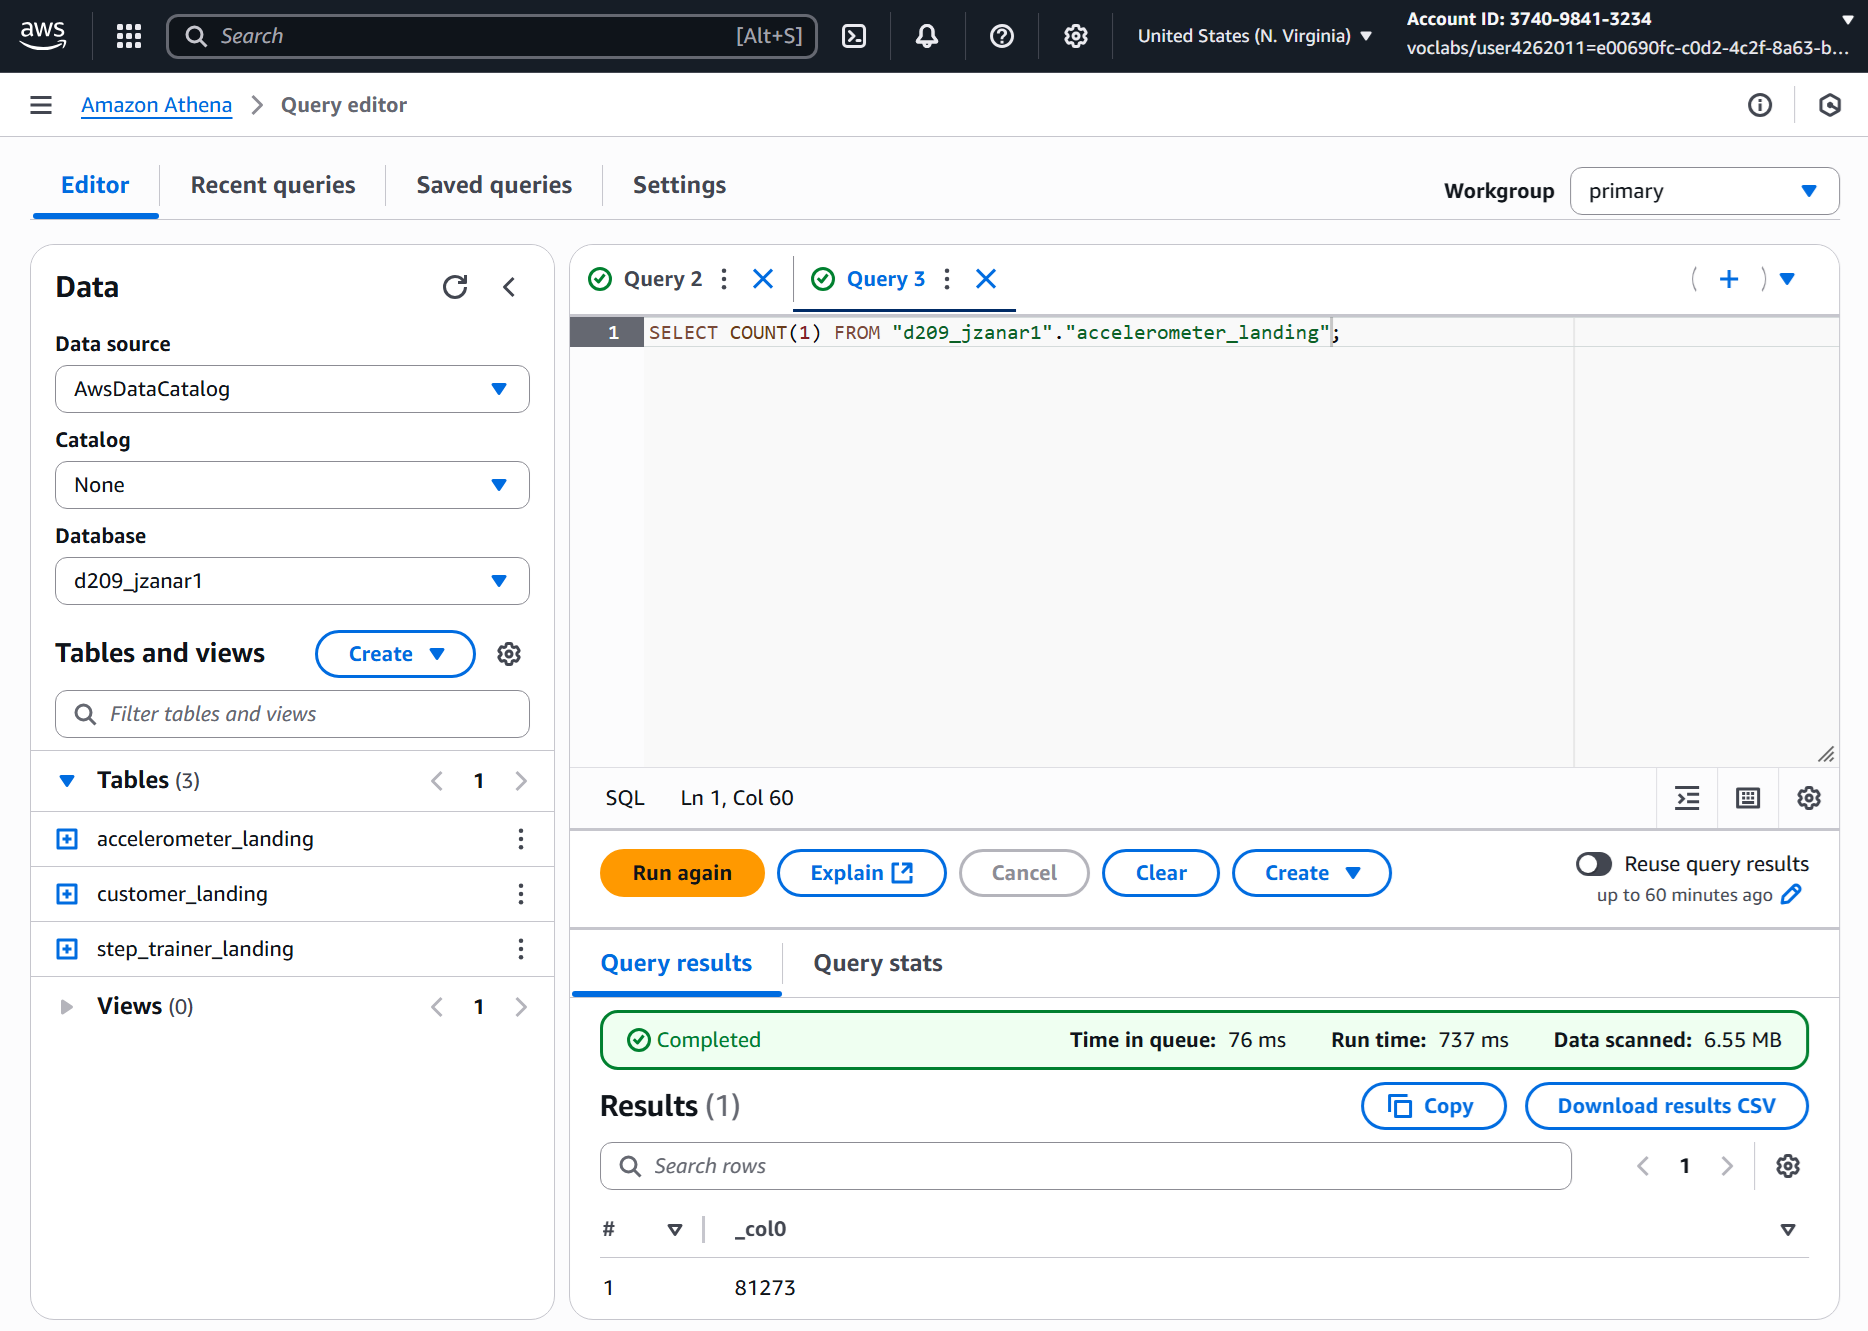 aws
Search
[Alt+S]
United States (N. Virginia)
Account ID: 3740-9841-3234
voclabs/user4262011=e00690fc-c0d2-4c2f-8a63-b...
Amazon Athena
Query editor
Editor
Recent queries
Saved queries
Settings
Workgroup
primary
Data
Data source
AwsDataCatalog
Catalog
None
Database
d209_jzanar1
Tables and views
Create
Filter tables and views
Tables (3)
1
accelerometer_landing
customer_landing
step_trainer_landing
Views (0)
1
Query 2
Query 3
1 SELECT COUNT(1) FROM "d209_jzanar1"."accelerometer_landing";
SQL
Ln 1, Col 60
Run again
Explain
Cancel
Clear
Create
Reuse query results
up to 60 minutes ago
Query results
Query stats
Completed
Time in queue: 76 ms
Run time: 737 ms
Data scanned: 6.55 MB
Results (1)
Copy
Download results CSV
Search rows
1
# _col0
1 81273